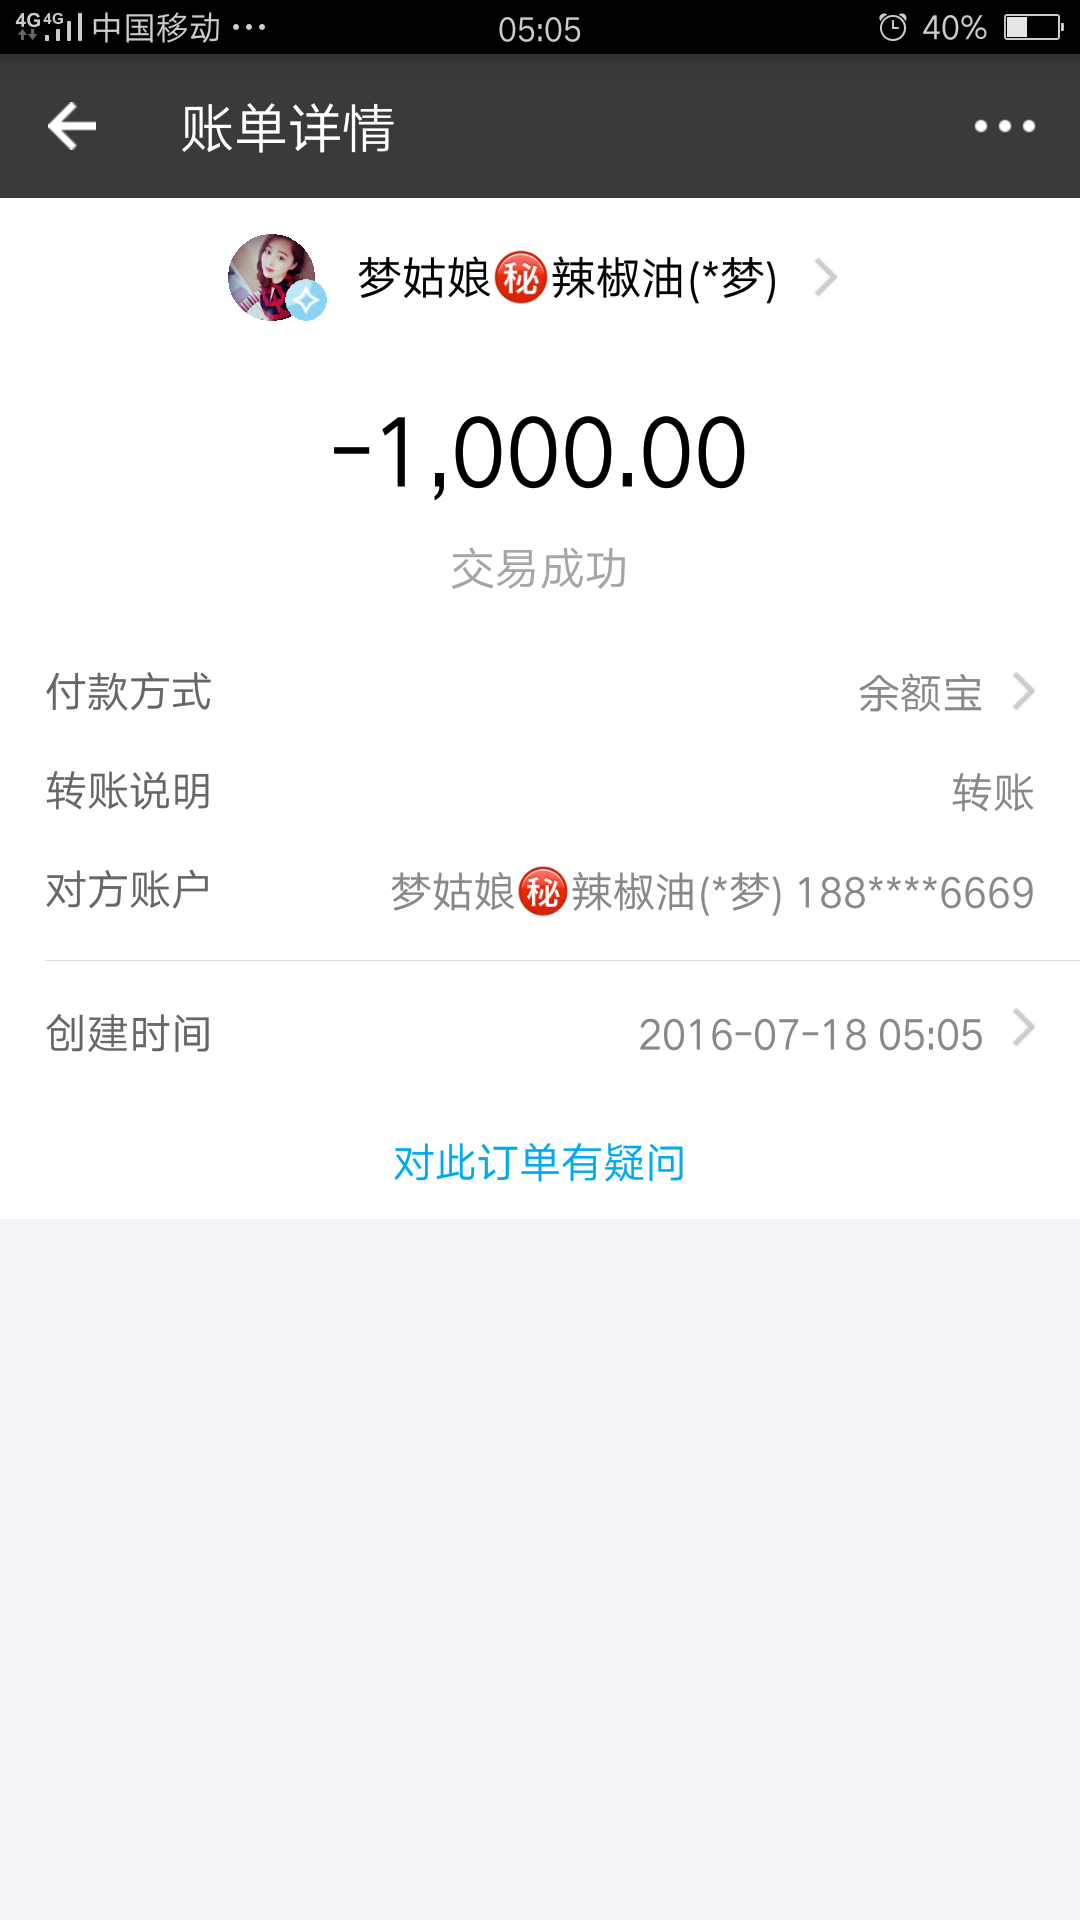 4G 4G 中国移动 ··· 05:05 40%
账单详情
梦姑娘㊙辣椒油(*梦)
-1,000.00
交易成功
付款方式 余额宝
转账说明 转账
对方账户 梦姑娘㊙辣椒油(*梦) 188****6669
创建时间 2016-07-18 05:05
对此订单有疑问